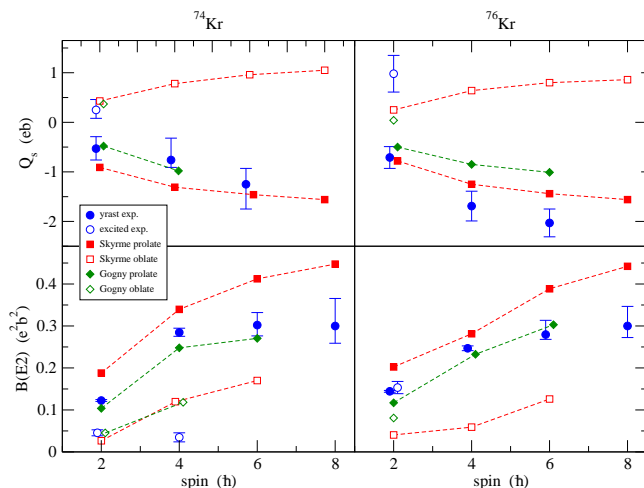 ⁷⁴Kr
⁷⁶Kr
Q_s (eb)
1
0
-1
-2
yrast exp.
excited exp.
Skyrme prolate
Skyrme oblate
Gogny prolate
Gogny oblate
B(E2) (e²b²)
0.4
0.3
0.2
0.1
0
2 4 6 8
2 4 6 8
spin (ħ)
spin (ħ)